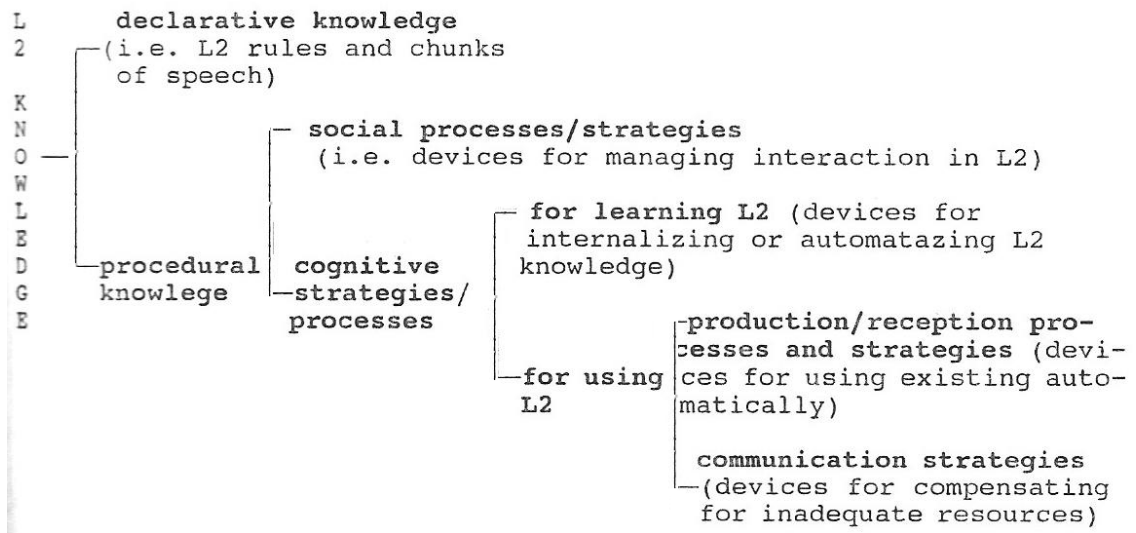 L2 KNOWLEDGE
declarative knowledge
(i.e. L2 rules and chunks
of speech)
procedural
knowlege
social processes/strategies
(i.e. devices for managing interaction in L2)
cognitive
strategies/
processes
for learning L2 (devices for
internalizing or automatazing L2
knowledge)
for using
L2
production/reception pro-
cesses and strategies (devi-
ces for using existing auto-
matically)
communication strategies
(devices for compensating
for inadequate resources)